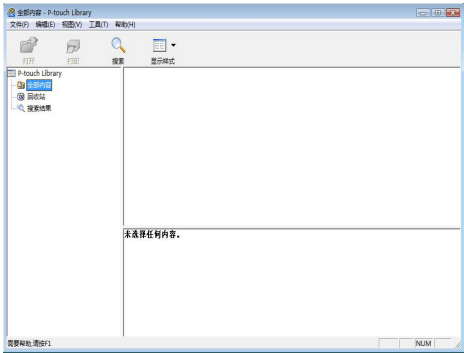 全部内容 - P-touch Library
文件(F) 编辑(E) 视图(V) 工具(T) 帮助(H)
打开 打印 搜索 显示样式
P-touch Library
全部内容
回收站
搜索结果
未选择任何内容。
需要帮助,请按F1
NUM